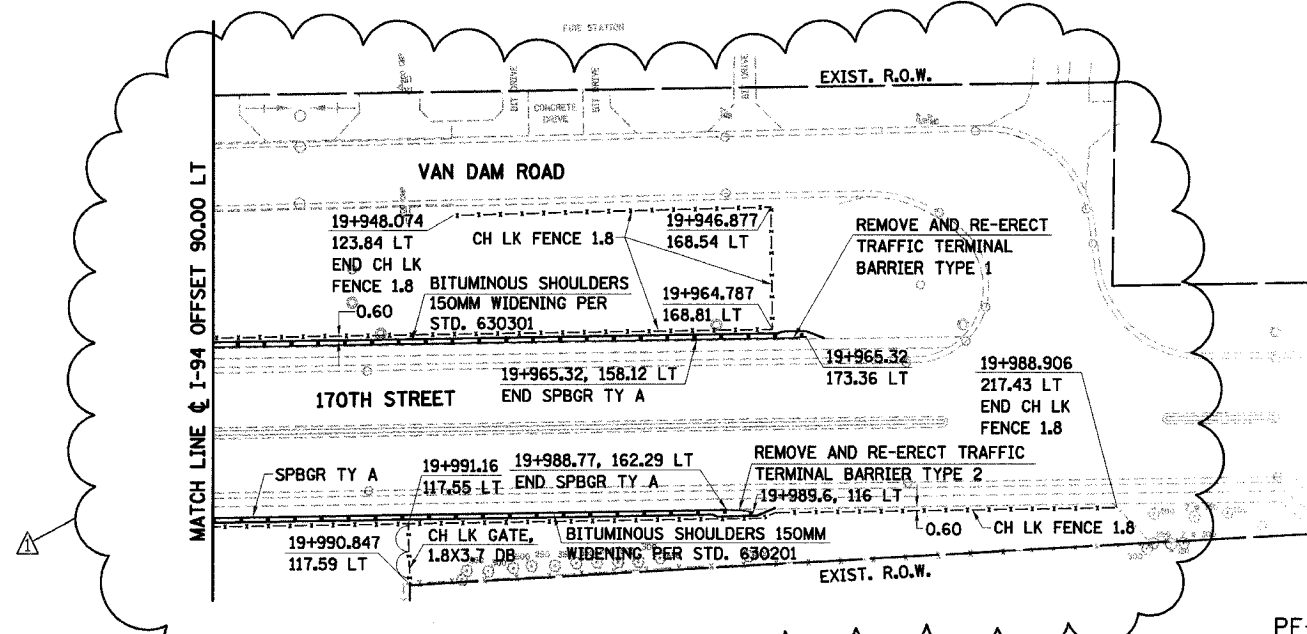 FIRE STATION
EXIST. R.O.W.
BIT DRIVE
CONCRETE
DRIVE
BIT DRIVE
BIT DRIVE
VAN DAM ROAD
MATCH LINE ℄ I-94 OFFSET 90.00 LT
19+948.074
123.84 LT
END CH LK
FENCE 1.8
CH LK FENCE 1.8
19+946.877
168.54 LT
REMOVE AND RE-ERECT
TRAFFIC TERMINAL
BARRIER TYPE 1
0.60
BITUMINOUS SHOULDERS
150MM WIDENING PER
STD. 630301
19+964.787
168.81 LT
19+965.32, 158.12 LT
END SPBGR TY A
19+965.32
173.36 LT
19+988.906
217.43 LT
END CH LK
FENCE 1.8
170TH STREET
SPBGR TY A
19+991.16
117.55 LT
19+988.77, 162.29 LT
END SPBGR TY A
REMOVE AND RE-ERECT TRAFFIC
TERMINAL BARRIER TYPE 2
19+989.6, 116 LT
0.60
CH LK FENCE 1.8
1
19+990.847
117.59 LT
CH LK GATE,
1.8X3.7 DB
BITUMINOUS SHOULDERS 150MM
WIDENING PER STD. 630201
EXIST. R.O.W.